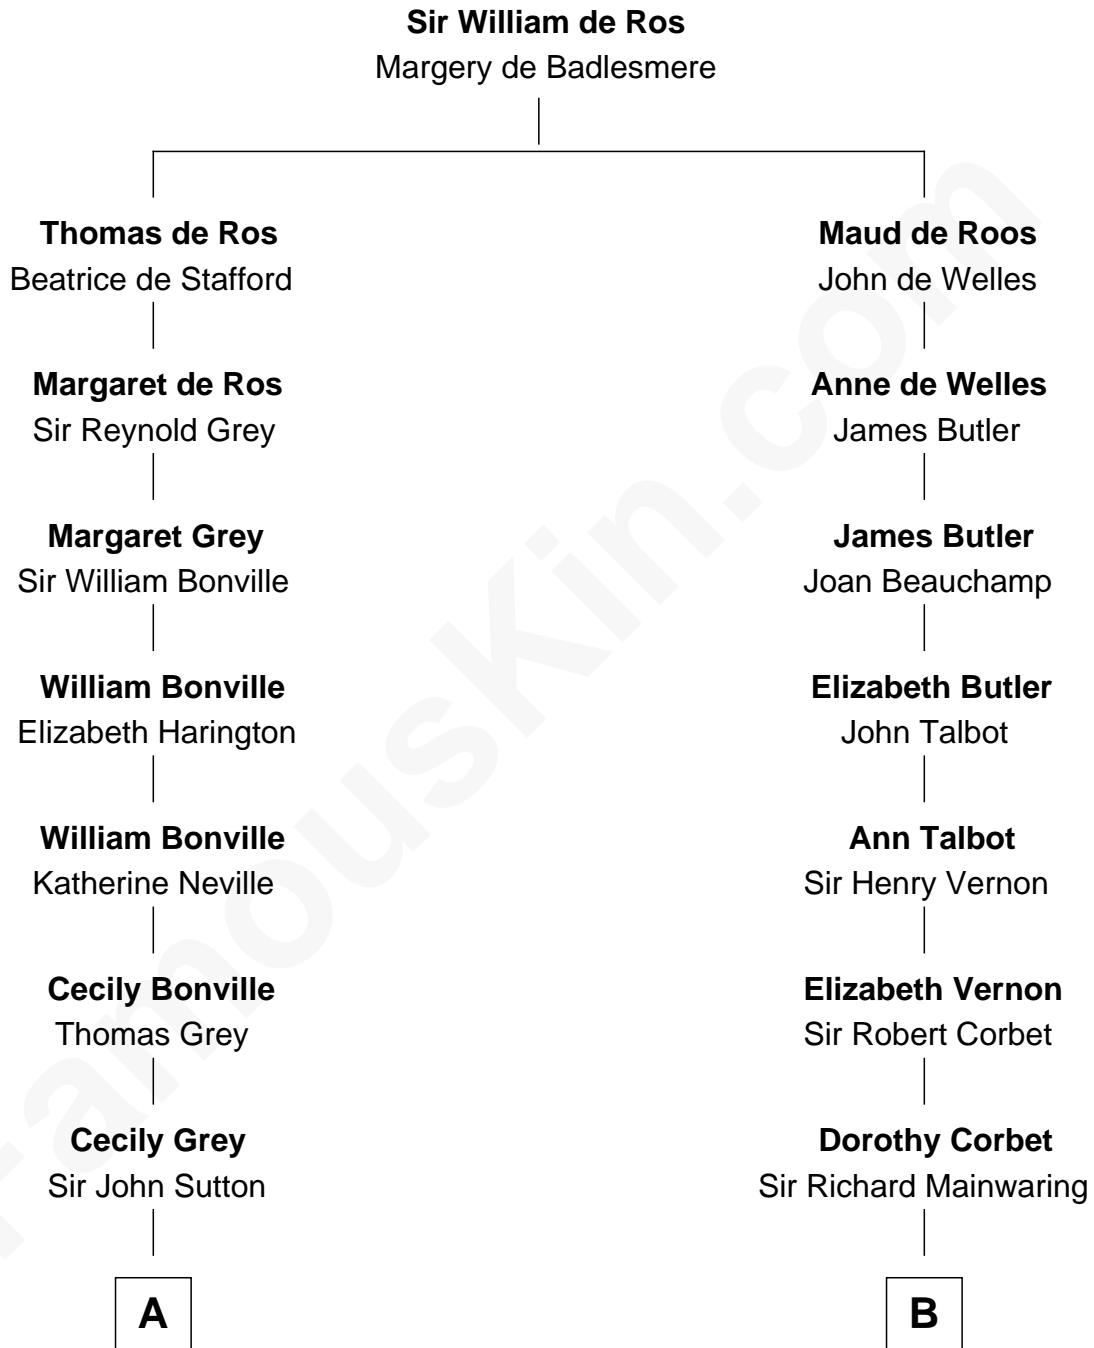 Sir William de Ros
Margery de Badlesmere
Thomas de Ros
Beatrice de Stafford
Maud de Roos
John de Welles
Margaret de Ros
Sir Reynold Grey
Anne de Welles
James Butler
Margaret Grey
Sir William Bonville
James Butler
Joan Beauchamp
William Bonville
Elizabeth Harington
Elizabeth Butler
John Talbot
William Bonville
Katherine Neville
Ann Talbot
Sir Henry Vernon
Cecily Bonville
Thomas Grey
Elizabeth Vernon
Sir Robert Corbet
Cecily Grey
Sir John Sutton
Dorothy Corbet
Sir Richard Mainwaring
A
B
FamousKin.com